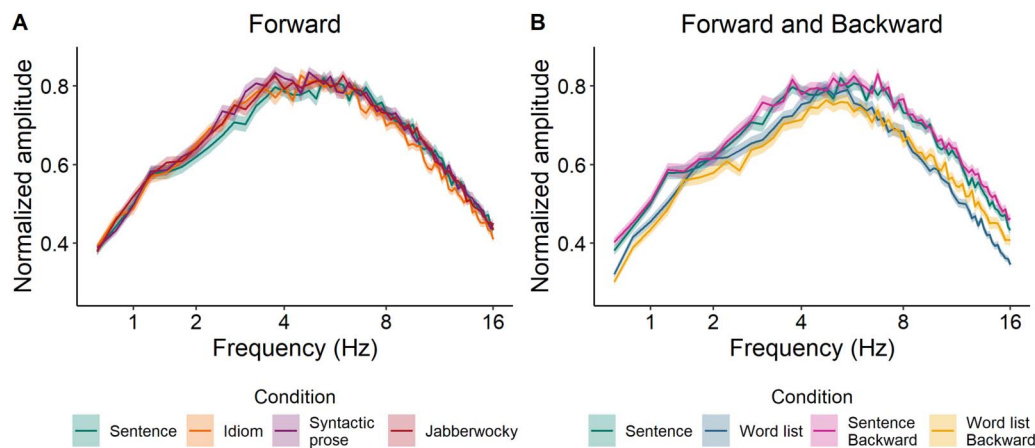 A
Forward
Normalized amplitude
0.8
0.6
0.4
1 2 4 8 16
Frequency (Hz)
Condition
Sentence Idiom Syntactic prose Jabberwocky
B
Forward and Backward
Normalized amplitude
0.8
0.6
0.4
1 2 4 8 16
Frequency (Hz)
Condition
Sentence Word list Sentence Backward Word list Backward